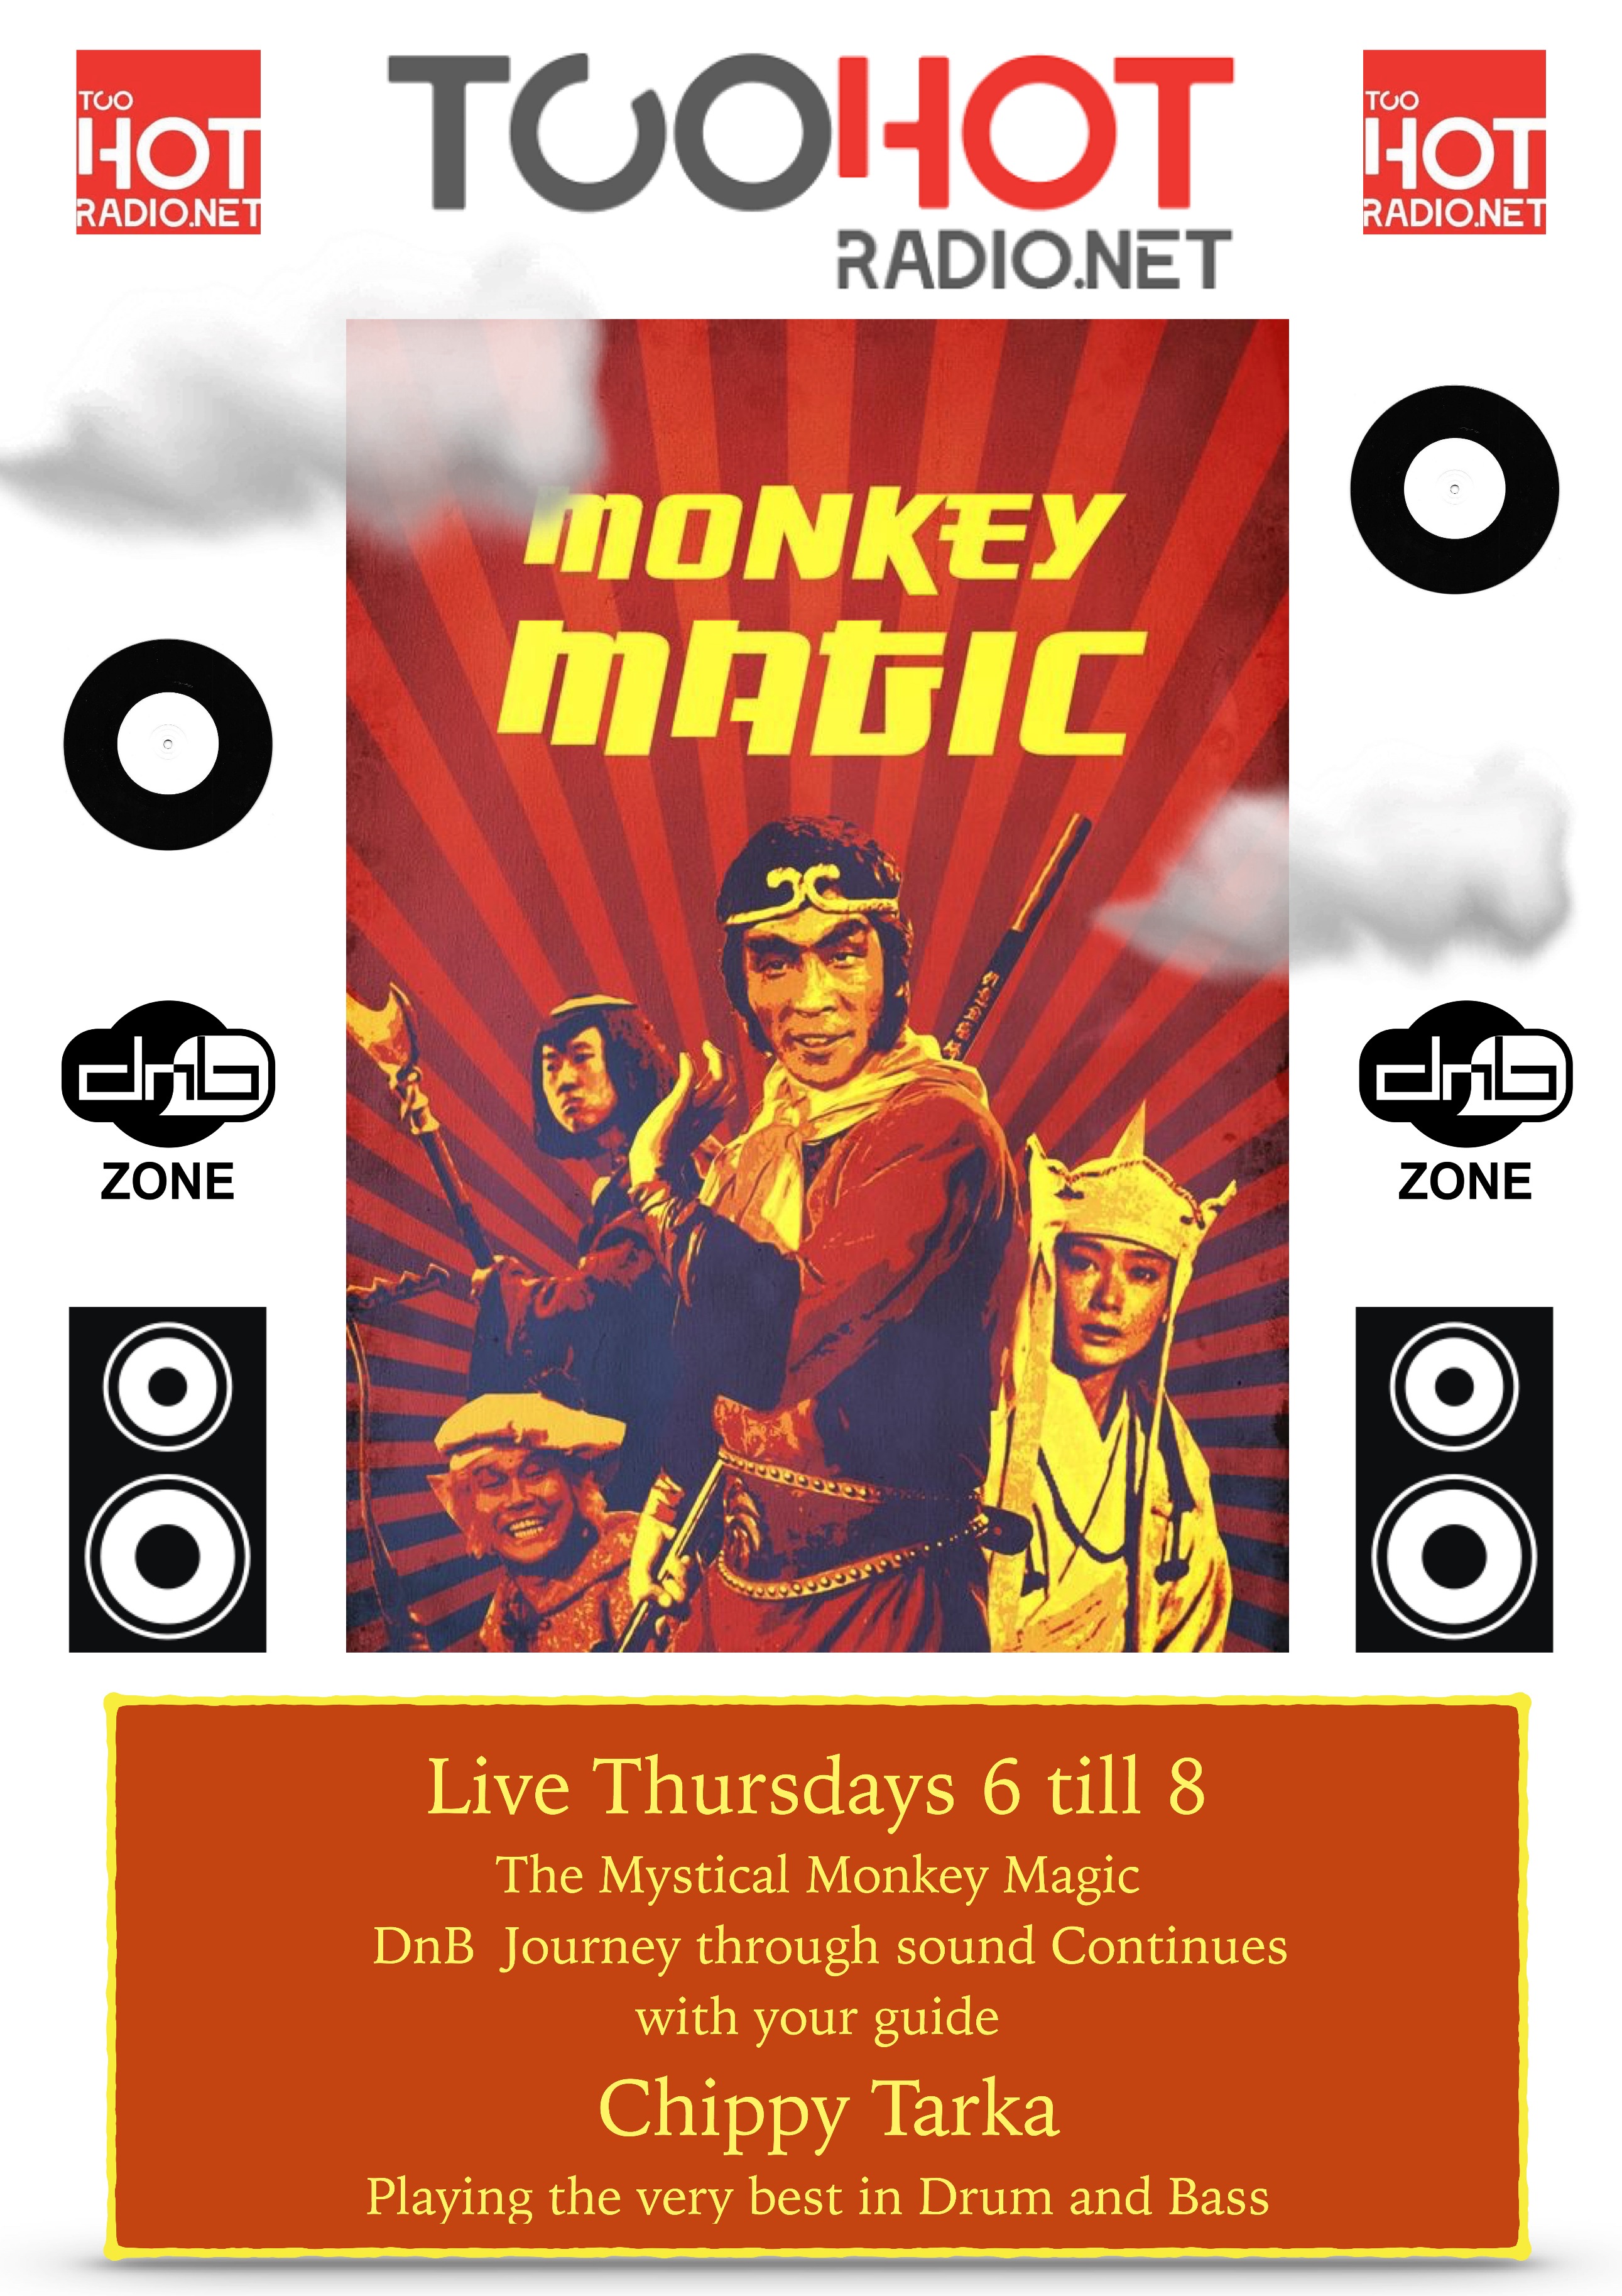 TOO
HOT
RADIO.NET
TOOHOT
RADIO.NET
TOO
HOT
RADIO.NET
MONKEY
MAGIC
dnb
ZONE
dnb
ZONE
Live Thursdays 6 till 8
The Mystical Monkey Magic
DnB Journey through sound Continues
with your guide
Chippy Tarka
Playing the very best in Drum and Bass